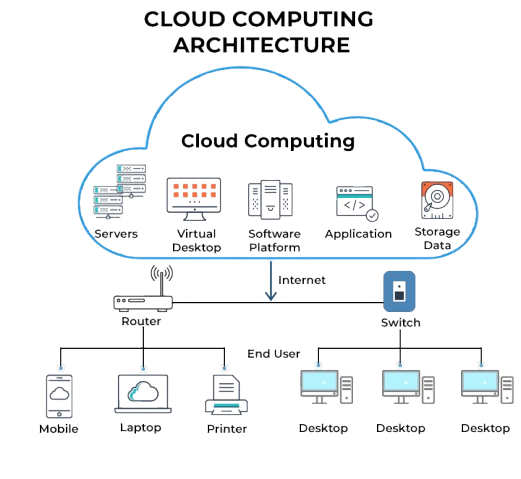 CLOUD COMPUTING
ARCHITECTURE
Cloud Computing
Servers
Virtual
Desktop
Software
Platform
Application
Storage
Data
Internet
Router
Switch
End User
Mobile
Laptop
Printer
Desktop
Desktop
Desktop